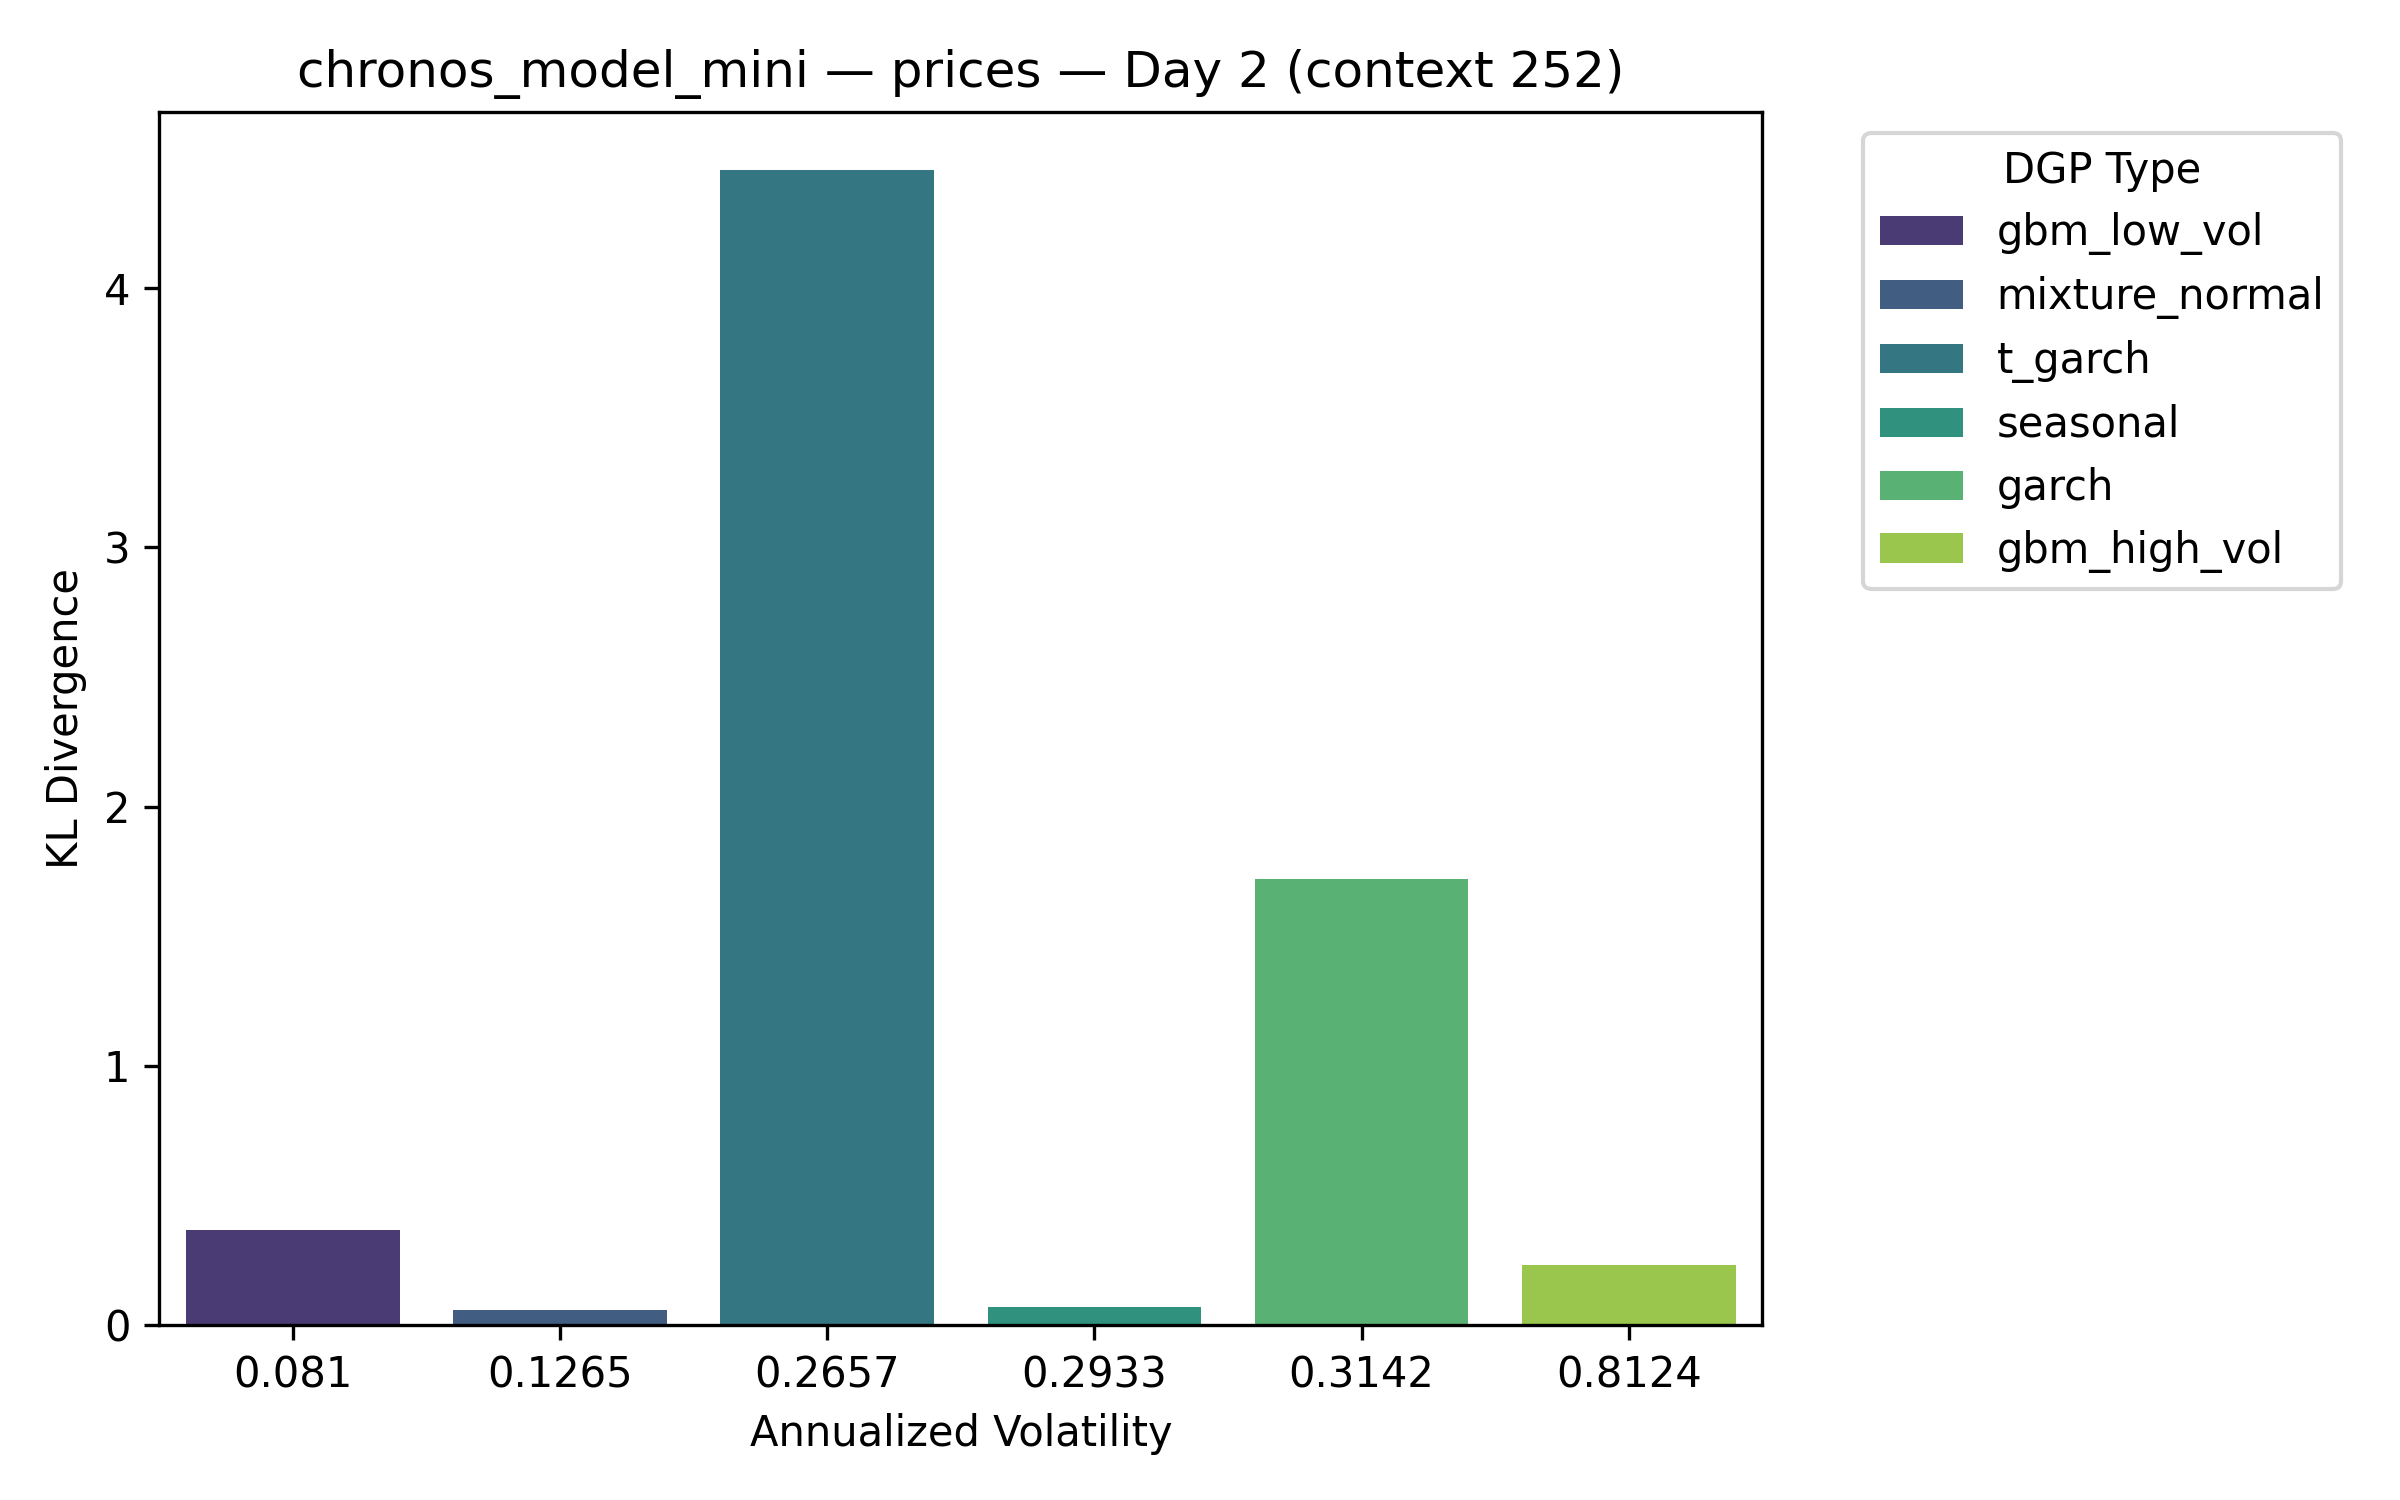 chronos_model_mini — prices — Day 2 (context 252)
KL Divergence
4
3
2
1
0
0.081 0.1265 0.2657 0.2933 0.3142 0.8124
Annualized Volatility
DGP Type
gbm_low_vol
mixture_normal
t_garch
seasonal
garch
gbm_high_vol